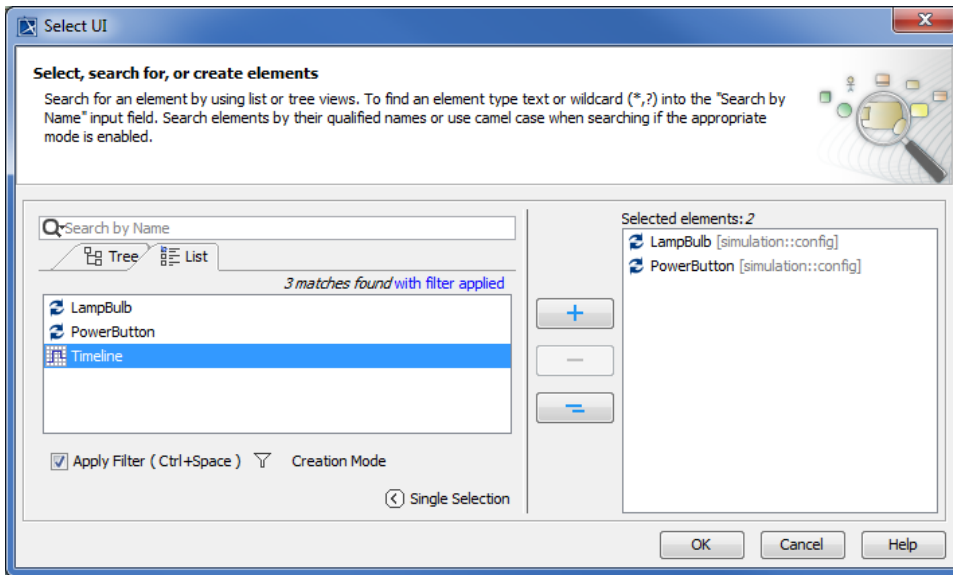 Select UI
Select, search for, or create elements
Search for an element by using list or tree views. To find an element type text or wildcard (*,?) into the "Search by
Name" input field. Search elements by their qualified names or use camel case when searching if the appropriate
mode is enabled.
Search by Name
Tree List
3 matches found with filter applied
LampBulb
PowerButton
Timeline
Apply Filter ( Ctrl+Space ) Creation Mode
Single Selection
Selected elements: 2
LampBulb [simulation::config]
PowerButton [simulation::config]
OK Cancel Help